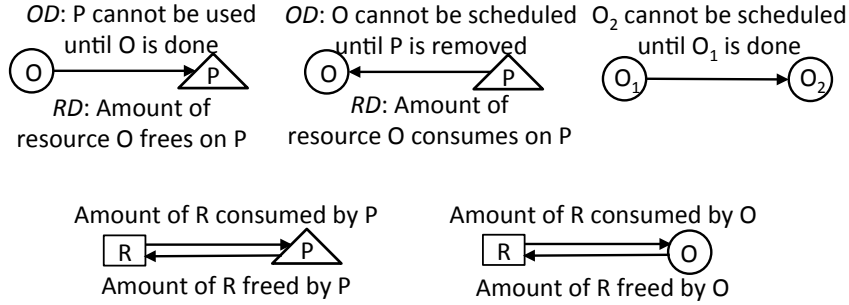 OD: P cannot be used
until O is done
O
P
RD: Amount of
resource O frees on P
OD: O cannot be scheduled
until P is removed
O
P
RD: Amount of
resource O consumes on P
O2 cannot be scheduled
until O1 is done
O1
O2
Amount of R consumed by P
R
P
Amount of R freed by P
Amount of R consumed by O
R
O
Amount of R freed by O